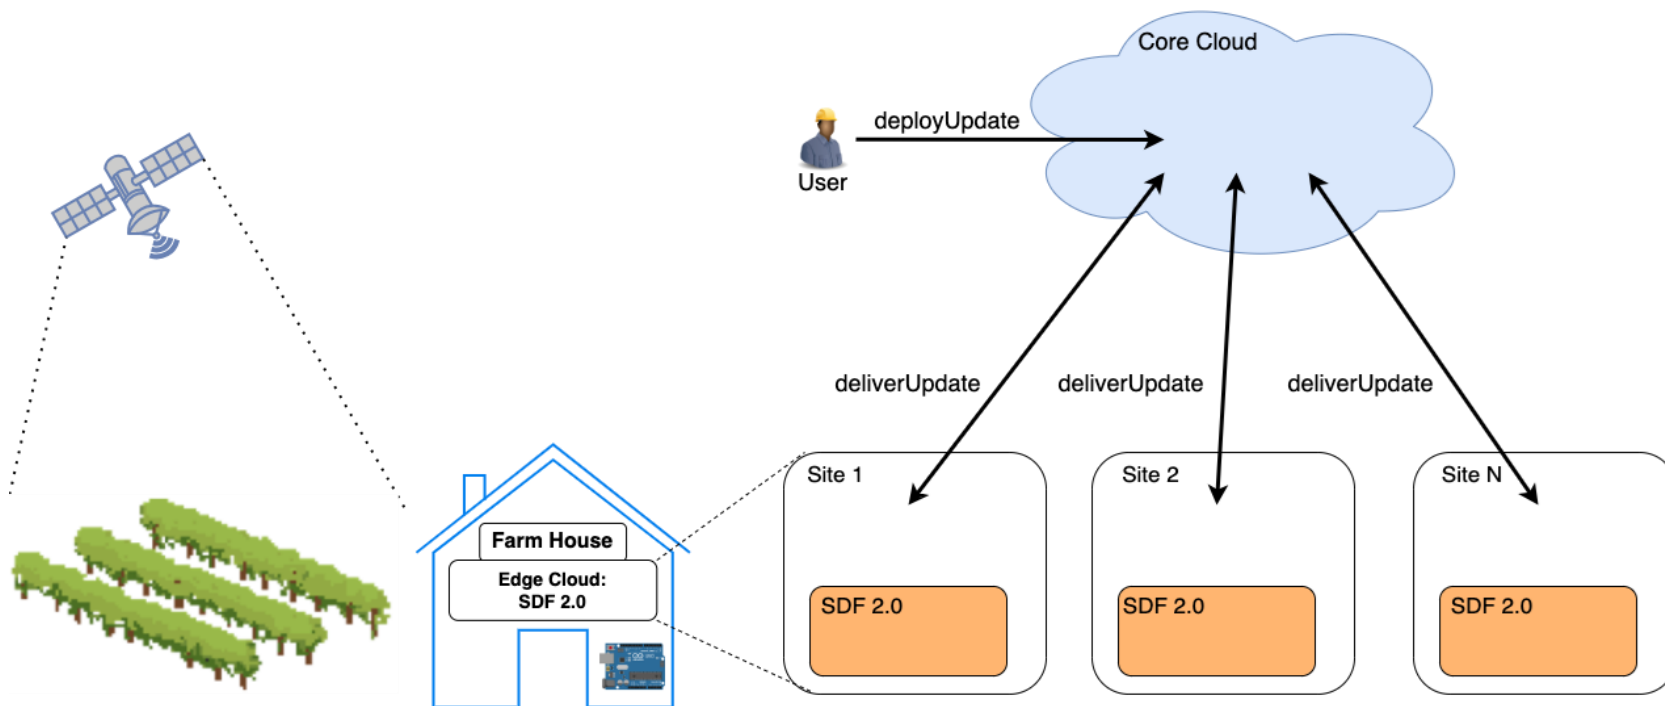 Core Cloud
deployUpdate
User
deliverUpdate
deliverUpdate
deliverUpdate
Farm House
Edge Cloud:
SDF 2.0
Site 1
Site 2
Site N
SDF 2.0
SDF 2.0
SDF 2.0